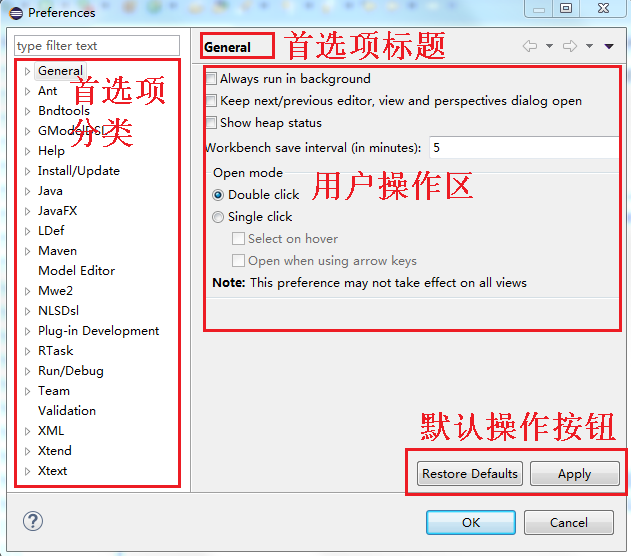 Preferences
type filter text
General
Ant
Bndtools
GModelDSL
Help
Install/Update
Java
JavaFX
LDef
Maven
Model Editor
Mwe2
NLSDsl
Plug-in Development
RTask
Run/Debug
Team
Validation
XML
Xtend
Xtext
首选项
分类
General
首选项标题
Always run in background
Keep next/previous editor, view and perspectives dialog open
Show heap status
Workbench save interval (in minutes): 5
Open mode
Double click
用户操作区
Single click
Select on hover
Open when using arrow keys
Note: This preference may not take effect on all views
默认操作按钮
Restore Defaults Apply
? OK Cancel